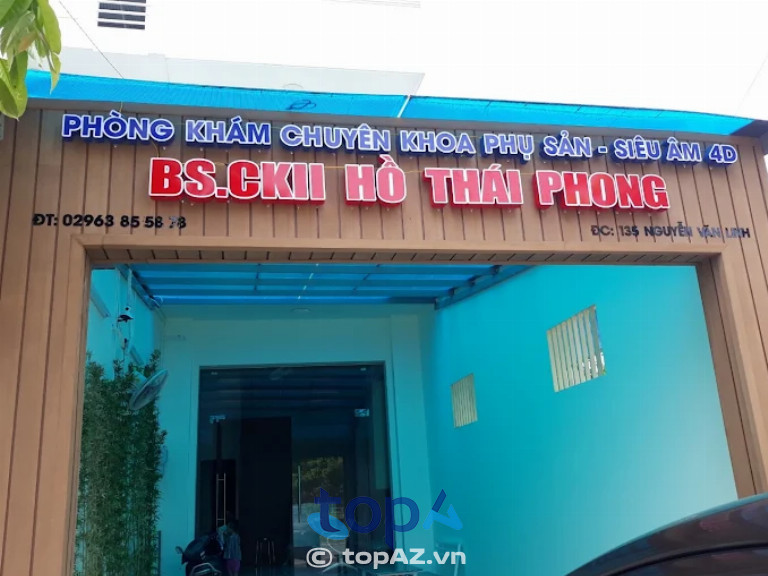 PHÒNG KHÁM CHUYÊN KHOA PHỤ SẢN - SIÊU ÂM 4D
BS.CKII HỒ THÁI PHONG
ĐT: 02963 85 58
ĐC: 135 NGUYỄN VĂN LINH
topA
© topAZ.vn